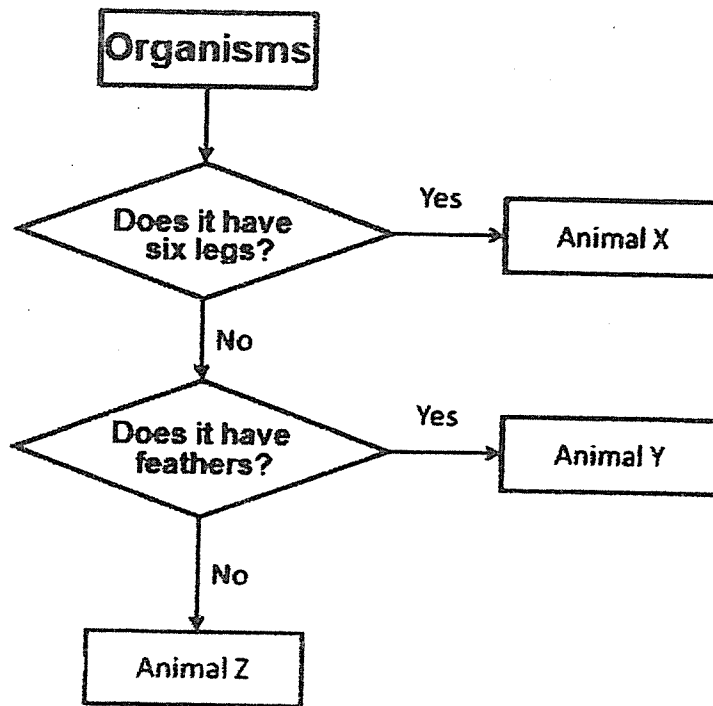 Organisms
Does it have
six legs?
Yes
Animal X
No
Does it have
feathers?
Yes
Animal Y
No
Animal Z